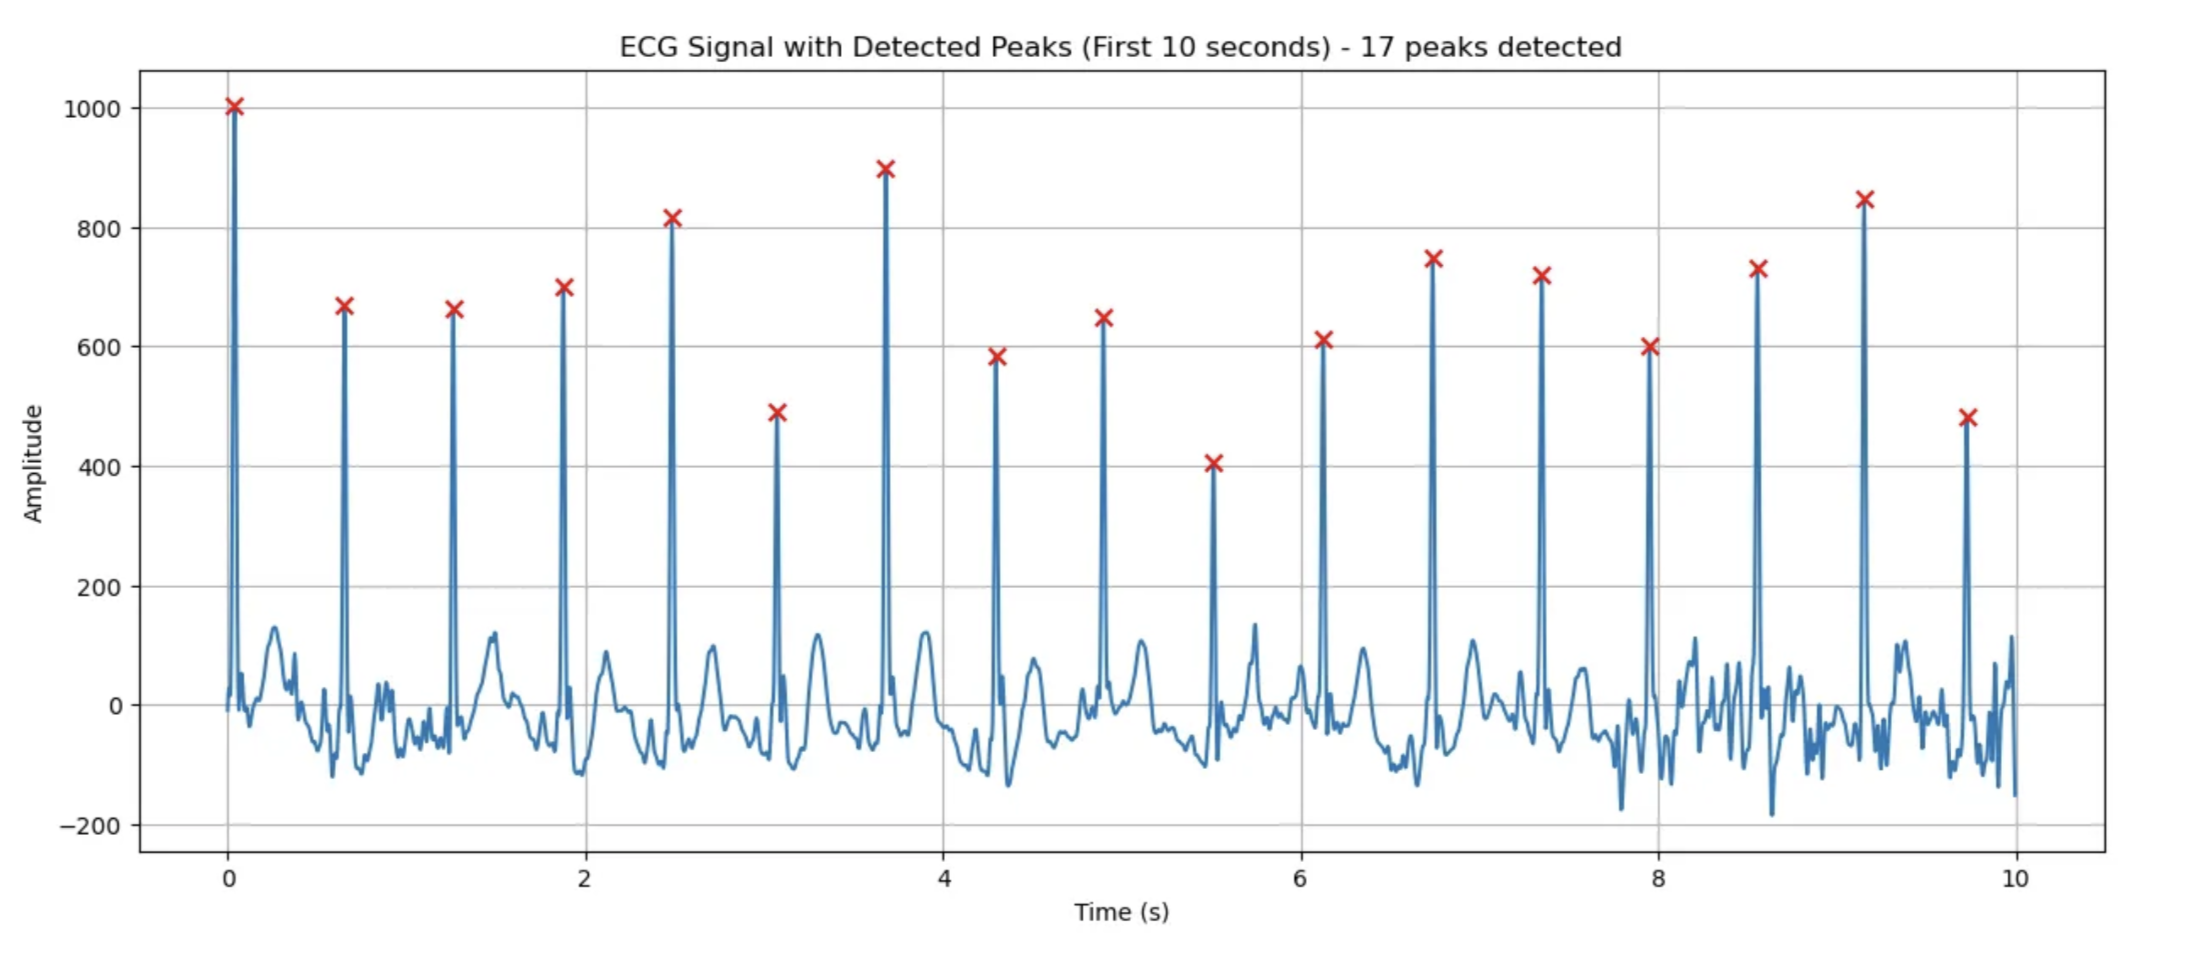 ECG Signal with Detected Peaks (First 10 seconds) - 17 peaks detected
1000
800
600
400
200
0
−200
Amplitude
0 2 4 6 8 10
Time (s)